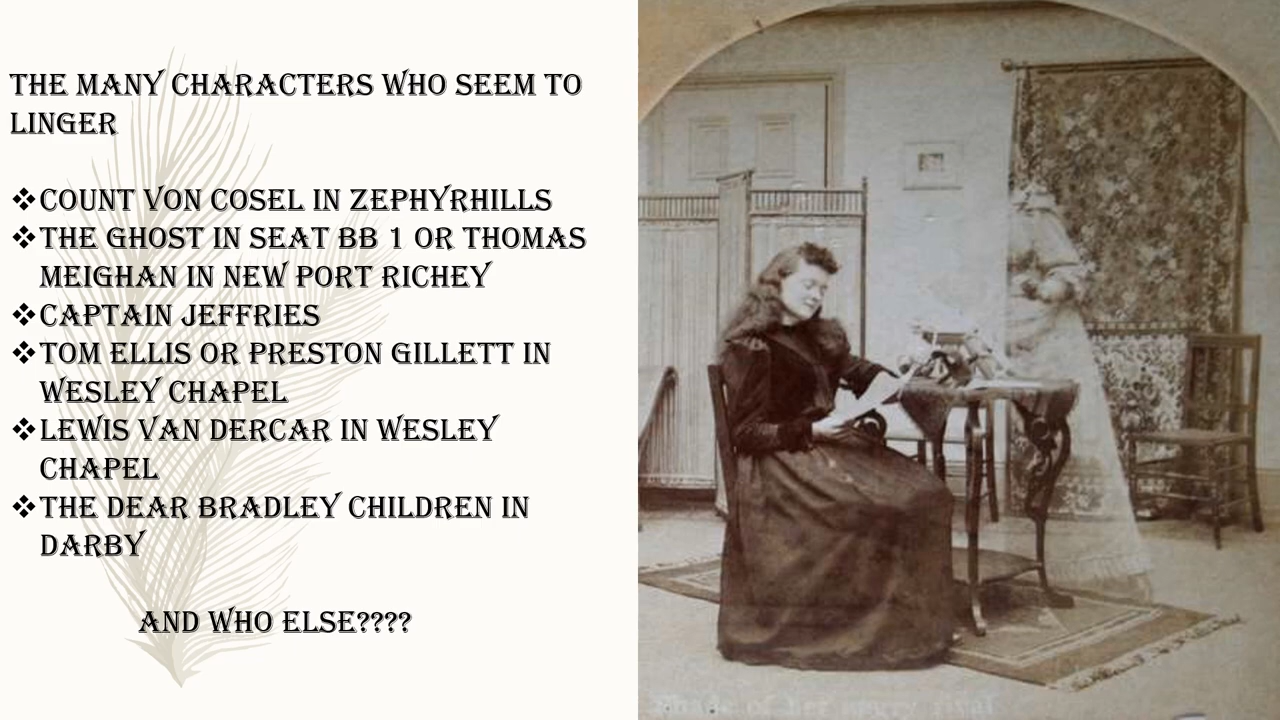 THE MANY CHARACTERS WHO SEEM TO
LINGER
❖COUNT VON COSEL IN ZEPHYRHILLS
❖THE GHOST IN SEAT BB 1 OR THOMAS
MEIGHAN IN NEW PORT RICHEY
❖CAPTAIN JEFFRIES
❖TOM ELLIS OR PRESTON GILLETT IN
WESLEY CHAPEL
❖LEWIS VAN DERCAR IN WESLEY
CHAPEL
❖THE DEAR BRADLEY CHILDREN IN
DARBY
AND WHO ELSE????
of her